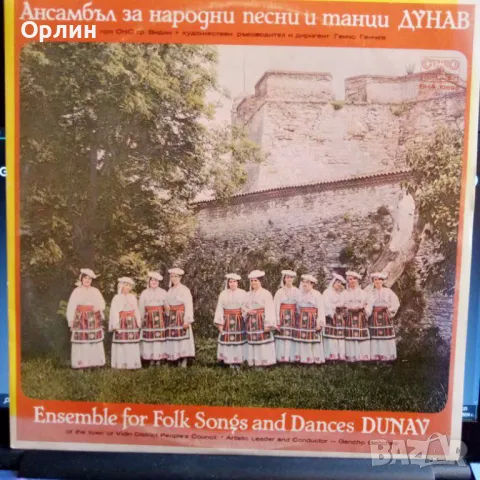 Орлин
Ансамбъл за народни песни и танци ДУНАВ
при ОНС гр. Видин • художествен ръководител и диригент Генчо Генчев
Ensemble for Folk Songs and Dances DUNAV
of the town of Vidin District People's Council • Artistic Leader and Conductor — Gencho
bazar